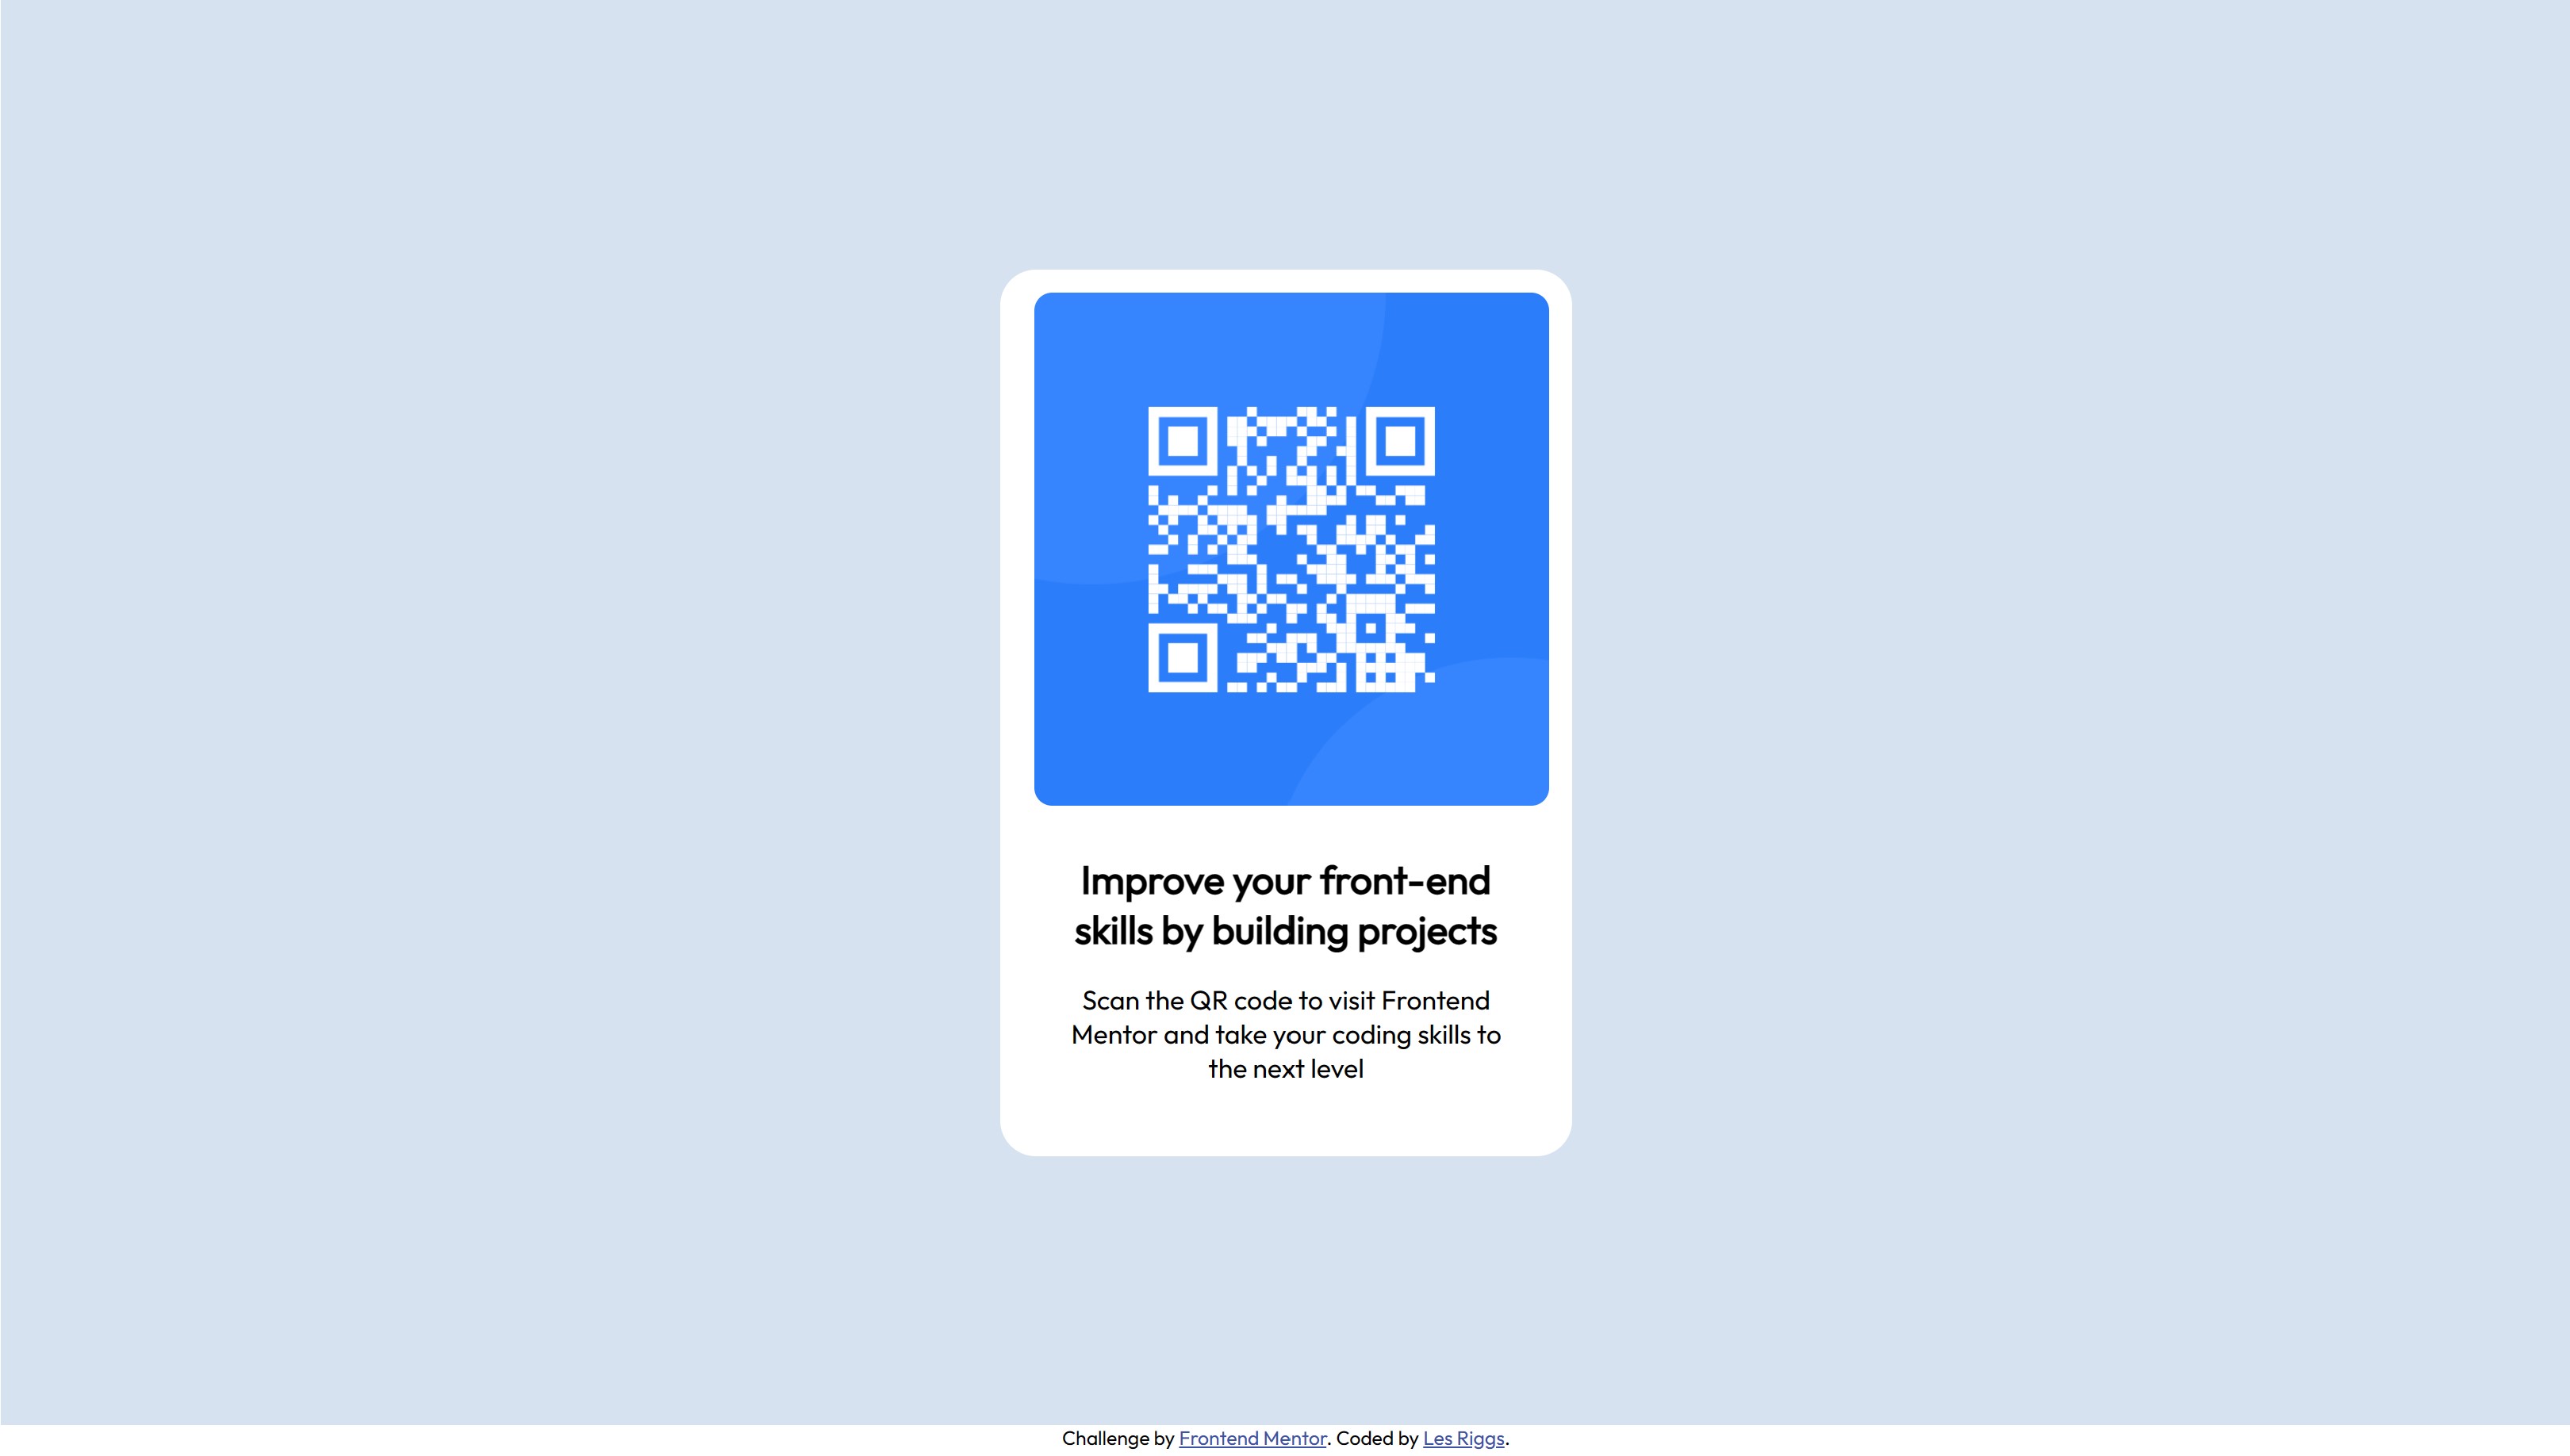 Improve your front-end
skills by building projects
Scan the QR code to visit Frontend
Mentor and take your coding skills to
the next level
Challenge by Frontend Mentor. Coded by Les Riggs.